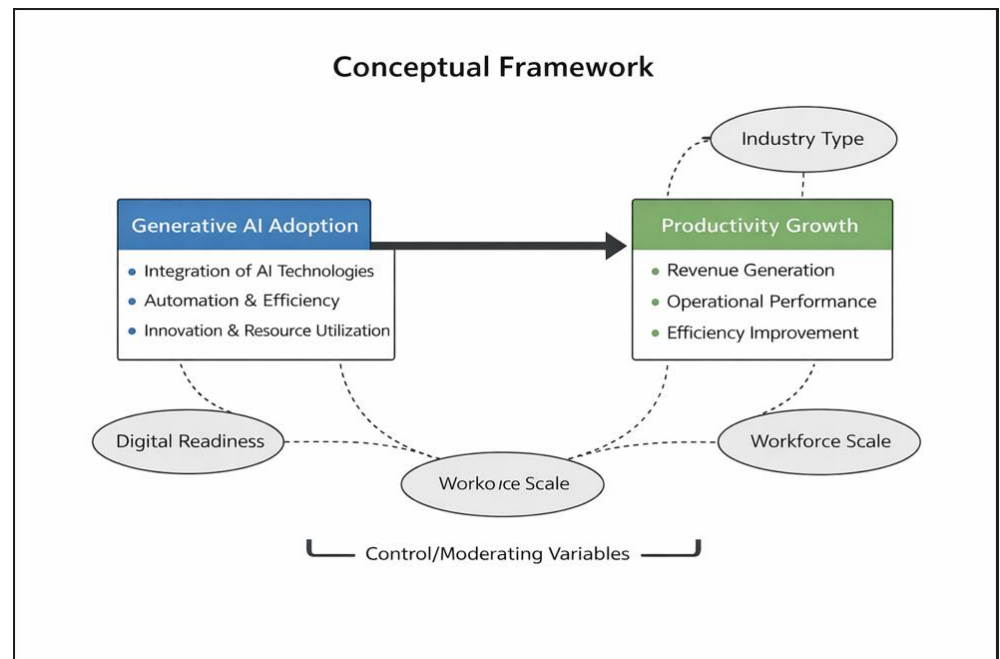 Conceptual Framework
Industry Type
Generative AI Adoption
• Integration of AI Technologies
• Automation & Efficiency
• Innovation & Resource Utilization
Productivity Growth
• Revenue Generation
• Operational Performance
• Efficiency Improvement
Digital Readiness
Scale
Workforce Scale
Control/Moderating Variables